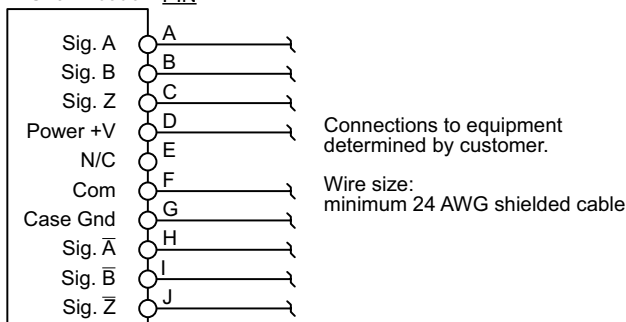 PIN
Sig. A A
Sig. B B
Sig. Z C
Power +V D
N/C E
Com F
Case Gnd G
Sig. A̅ H
Sig. B̅ I
Sig. Z̅ J
Connections to equipment
determined by customer.
Wire size:
minimum 24 AWG shielded cable